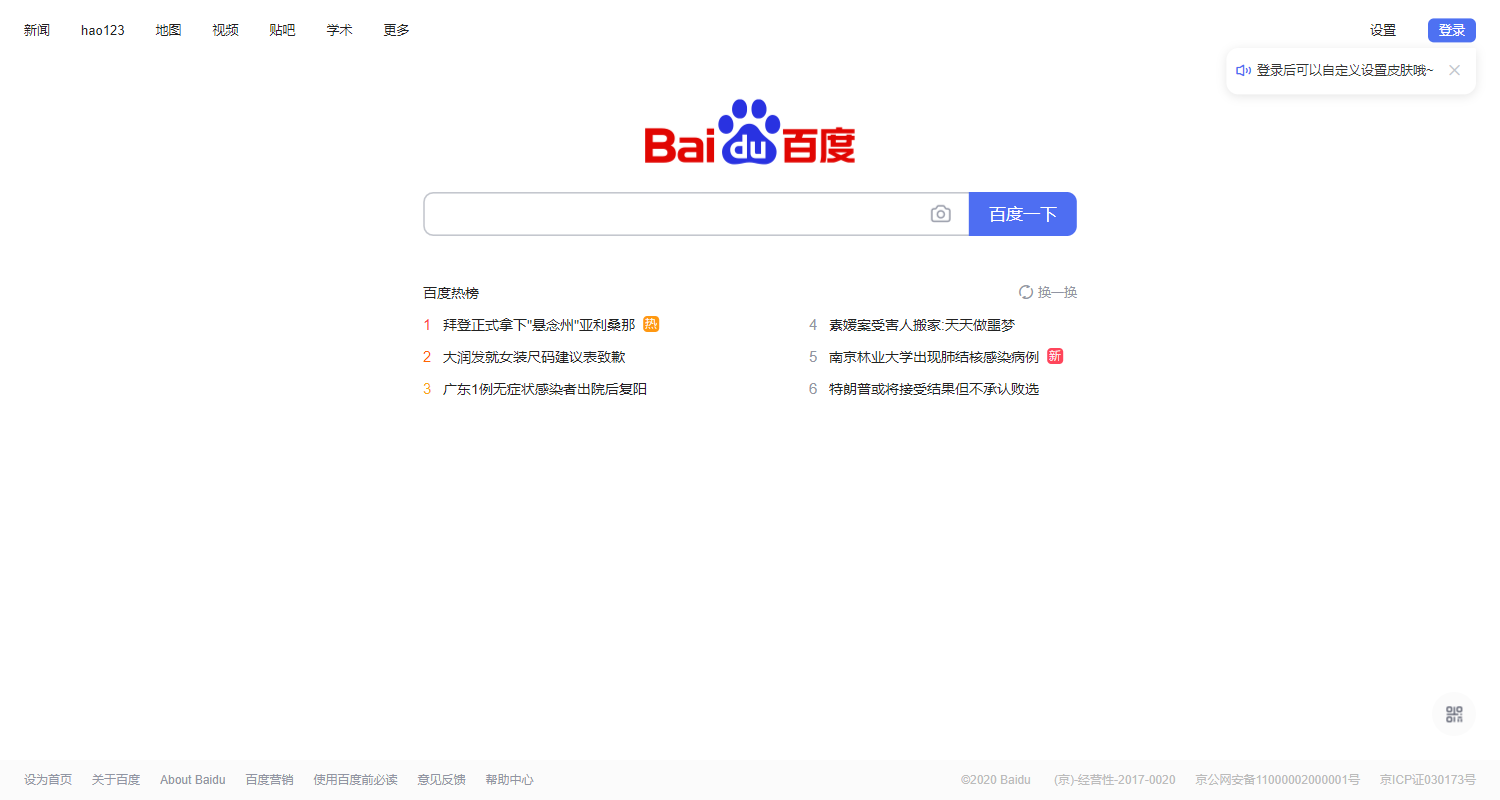 新闻 hao123 地图 视频 贴吧 学术 更多 设置 登录
登录后可以自定义设置皮肤哦~
Bai du 百度
百度一下
百度热榜 换一换
1 拜登正式拿下"悬念州"亚利桑那 热
4 素媛案受害人搬家:天天做噩梦
2 大润发就女装尺码建议表致歉
5 南京林业大学出现肺结核感染病例 新
3 广东1例无症状感染者出院后复阳
6 特朗普或将接受结果但不承认败选
设为首页 关于百度 About Baidu 百度营销 使用百度前必读 意见反馈 帮助中心 ©2020 Baidu (京)-经营性-2017-0020 京公网安备11000002000001号 京ICP证030173号